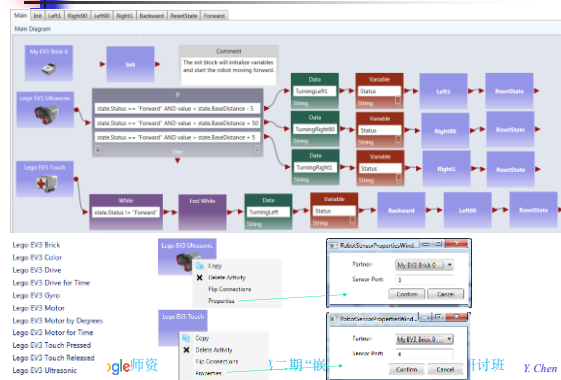 Main Init Left1 Right90 Left90 Right1 Backward ResetState Forward
Main Diagram
My EV3 Brick 0
Init
Comment
The init block will initialize variables
and start the robot moving forward.
Lego EV3 Ultrasonic
If
state.Status == "Forward" AND value < state.BaseDistance - 5
state.Status == "Forward" AND value > state.BaseDistance + 50
state.Status == "Forward" AND value > state.BaseDistance + 5
Else
Data
TurningLeft1
String
Variable
Status
String
Left1
ResetState
Data
TurningRight90
String
Variable
Status
String
Right90
ResetState
Data
TurningRight1
String
Variable
Status
String
Right1
ResetState
Lego EV3 Touch
While
state.Status != "Forward"
End While
Data
TurningLeft
String
Variable
Status
String
Backward
Left90
ResetState
Lego EV3 Brick
Lego EV3 Color
Lego EV3 Drive
Lego EV3 Drive for Time
Lego EV3 Gyro
Lego EV3 Motor
Lego EV3 Motor by Degrees
Lego EV3 Motor for Time
Lego EV3 Touch Pressed
Lego EV3 Touch Released
Lego EV3 Ultrasonic
Lego EV3 Ultrasonic
Copy
Delete Activity
Flip Connections
Properties
Lego EV3 Touch
Copy
Delete Activity
Flip Connections
Properties
RobotSensorPropertiesWind...
Partner: My EV3 Brick 0
Sensor Port: 3
Confirm Cancel
RobotSensorPropertiesWind...
Partner: My EV3 Brick 0
Sensor Port: 4
Confirm Cancel
ogle师资 第二期“嵌 研讨班
Y. Chen